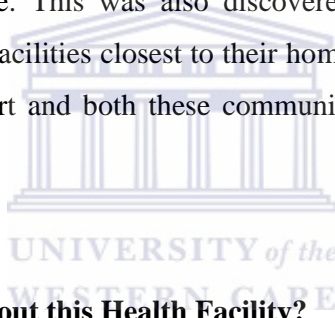 e. This was also discovere
facilities closest to their hom
rt and both these communi
UNIVERSITY of the
WESTERN CAPE
out this Health Facility?